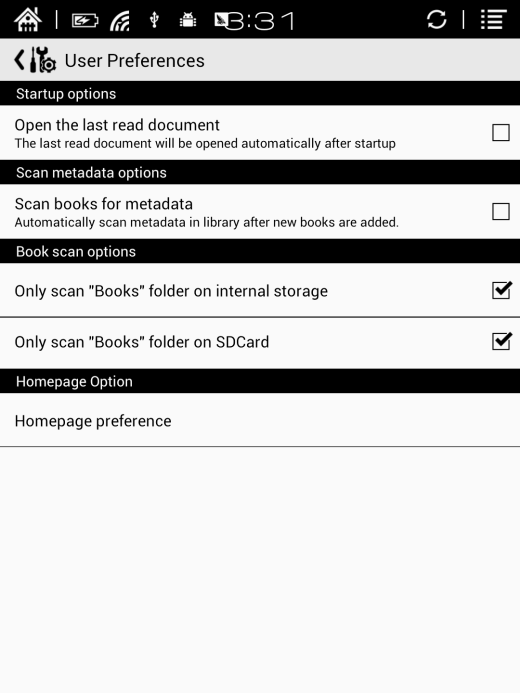 3:31
User Preferences
Startup options
Open the last read document
The last read document will be opened automatically after startup
Scan metadata options
Scan books for metadata
Automatically scan metadata in library after new books are added.
Book scan options
Only scan "Books" folder on internal storage
Only scan "Books" folder on SDCard
Homepage Option
Homepage preference